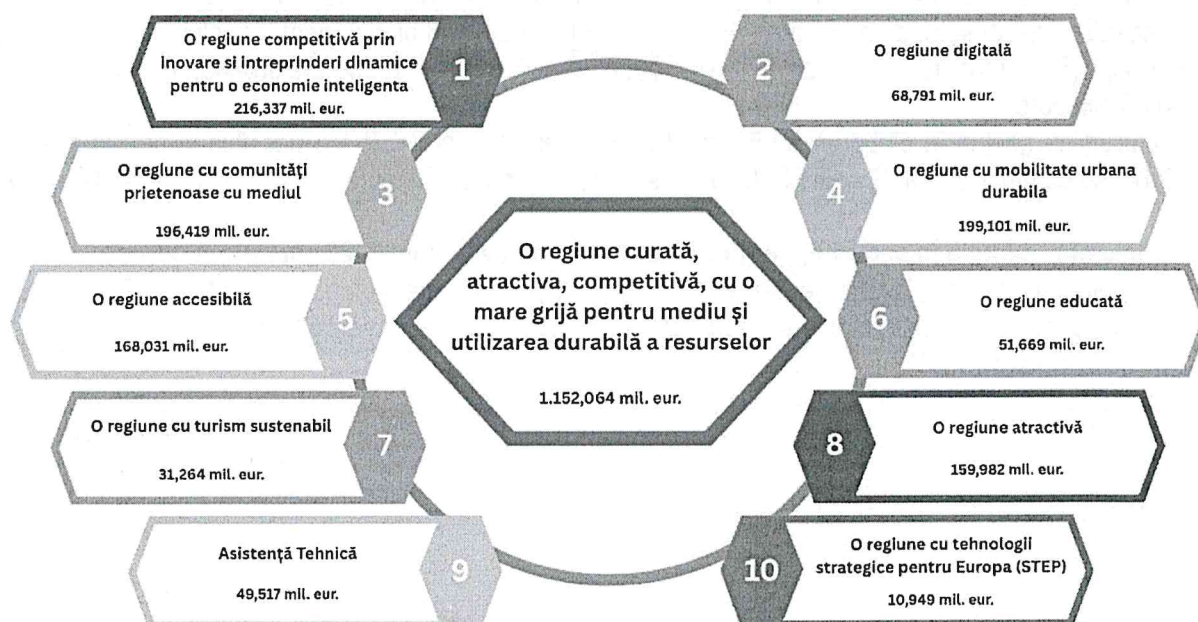 O regiune competitivă prin
inovare si intreprinderi dinamice
pentru o economie inteligenta
216,337 mil. eur.
1
2
O regiune digitală
68,791 mil. eur.
O regiune cu comunități
prietenoase cu mediul
196,419 mil. eur.
3
4
O regiune cu mobilitate urbana
durabila
199,101 mil. eur.
O regiune curată,
atractiva, competitivă, cu o
mare grijă pentru mediu și
utilizarea durabilă a resurselor
1.152,064 mil. eur.
O regiune accesibilă
168,031 mil. eur.
5
6
O regiune educată
51,669 mil. eur.
O regiune cu turism sustenabil
31,264 mil. eur.
7
8
O regiune atractivă
159,982 mil. eur.
Asistență Tehnică
49,517 mil. eur.
9
10
O regiune cu tehnologii
strategice pentru Europa (STEP)
10,949 mil. eur.